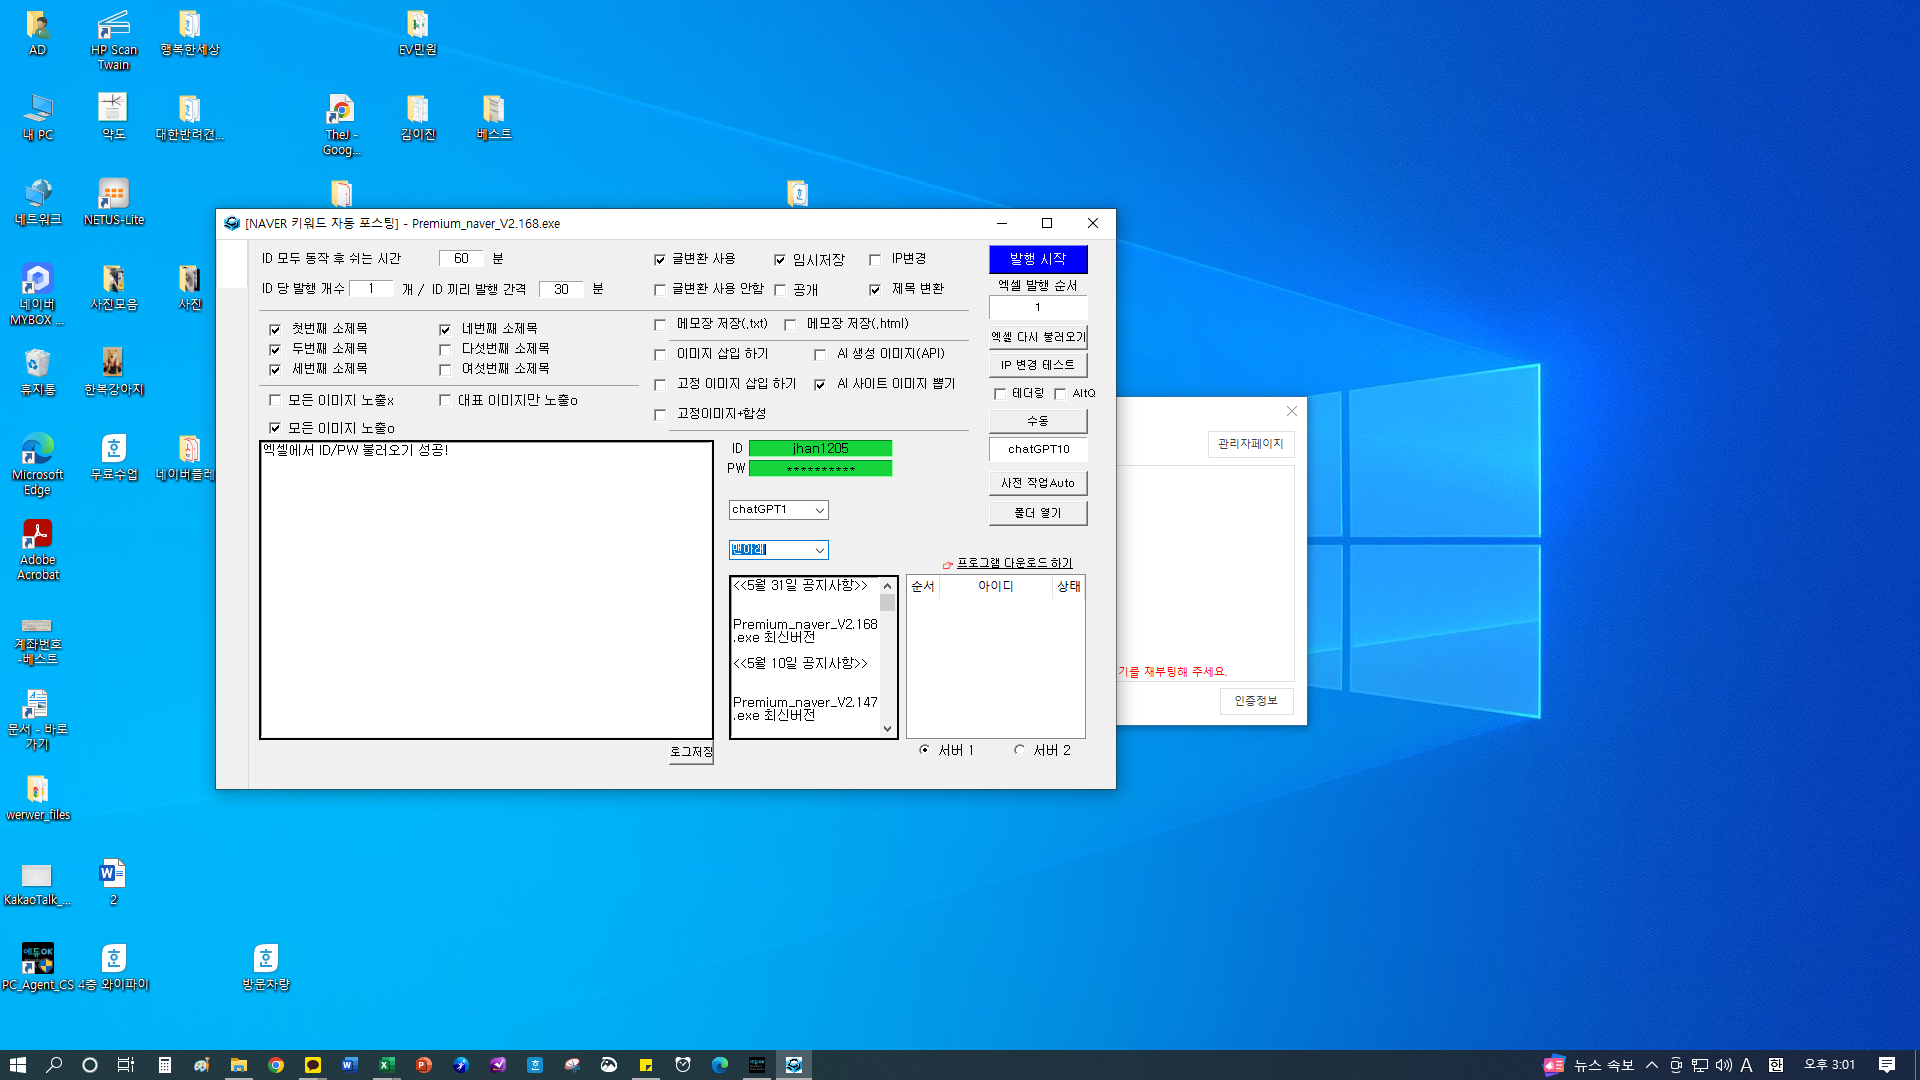 AD
HP Scan
Twain
행복한세상
EV민원
내 PC
약도
대한반려견...
TheJ -
Goog...
김이진
베스트
네트워크
NETUS-Lite
네이버
MYBOX ...
사진모음
사진
휴지통
한복강아지
Microsoft
Edge
무료수업
네이버플레
Adobe
Acrobat
계좌번호
-베스트
문서 - 바로
가기
werwer_files
KakaoTalk_...
2
PC_Agent_CS
4층 와이파이
방문차량
[NAVER 키워드 자동 포스팅] - Premium_naver_V2.168.exe
ID 모두 동작 후 쉬는 시간 60 분
ID 당 발행 개수 1 개 / ID 끼리 발행 간격 30 분
글변환 사용 임시저장 IP변경
글변환 사용 안함 공개 제목 변환
첫번째 소제목 네번째 소제목
두번째 소제목 다섯번째 소제목
세번째 소제목 여섯번째 소제목
모든 이미지 노출x 대표 이미지만 노출o
모든 이미지 노출o
메모장 저장(.txt) 메모장 저장(.html)
이미지 삽입 하기 AI 생성 이미지(API)
고정 이미지 삽입 하기 AI 사이트 이미지 뽑기
고정이미지+합성
발행 시작
엑셀 발행 순서
1
엑셀 다시 불러오기
IP 변경 테스트
테더링 AltQ
수동
chatGPT10
사전 작업Auto
폴더 열기
엑셀에서 ID/PW 불러오기 성공!
ID jhan1205
PW **********
chatGPT1
맨아래
프로그램 다운로드 하기
<<5월 31일 공지사항>>
Premium_naver_V2.168
.exe 최신버전
<<5월 10일 공지사항>>
Premium_naver_V2.147
.exe 최신버전
순서 아이디 상태
서버 1 서버 2
로그저장
관리자페이지
기를 재부팅해 주세요.
인증정보
뉴스 속보
A
한
오후 3:01